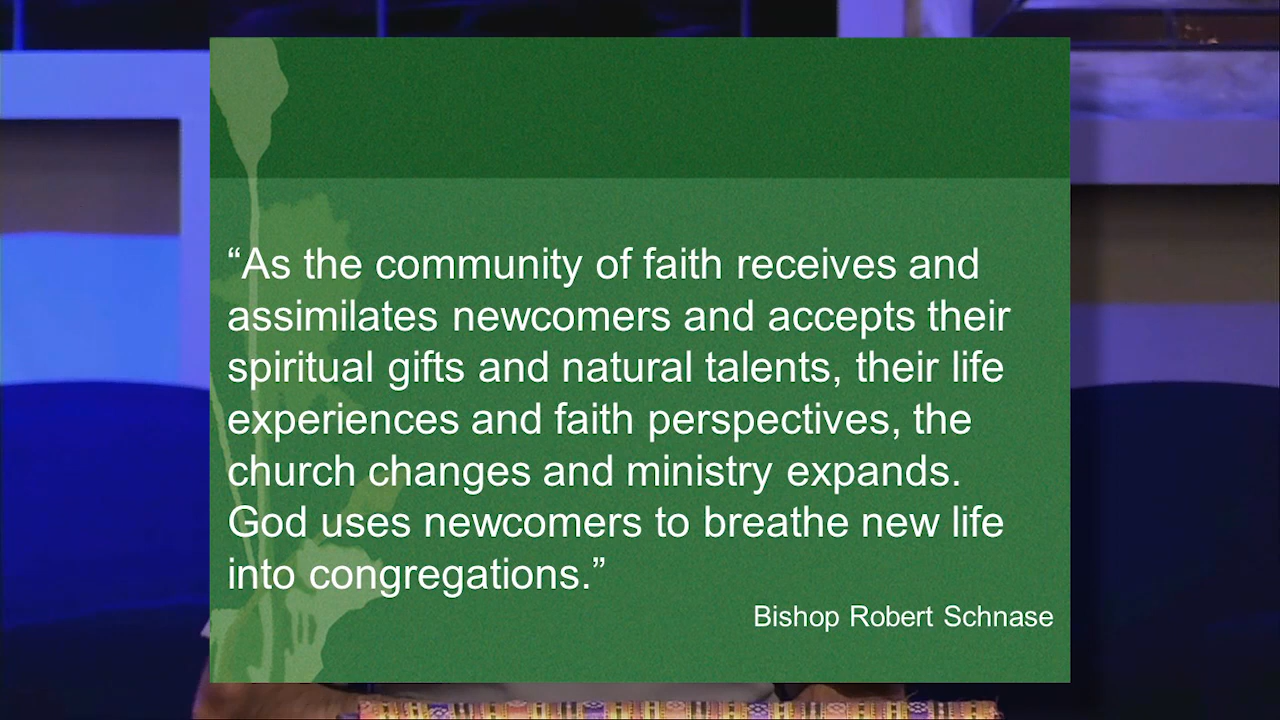 “As the community of faith receives and
assimilates newcomers and accepts their
spiritual gifts and natural talents, their life
experiences and faith perspectives, the
church changes and ministry expands.
God uses newcomers to breathe new life
into congregations.”
Bishop Robert Schnase